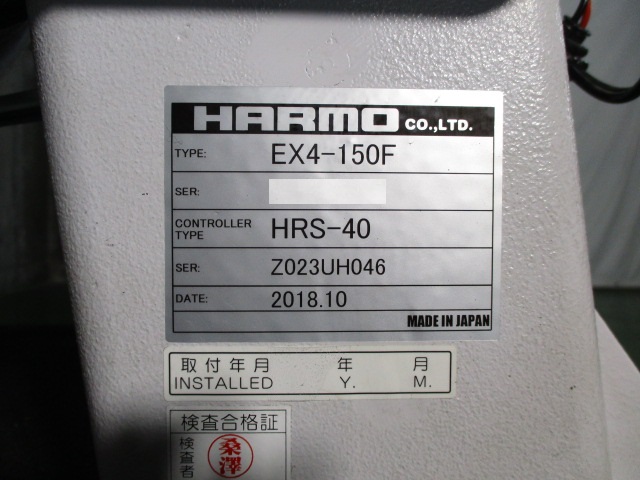 HARMO CO.,LTD.
TYPE: EX4-150F
SER:
CONTROLLER TYPE HRS-40
SER: Z023UH046
DATE: 2018.10
MADE IN JAPAN
取付年月 年 月
INSTALLED Y. M.
検査合格証
検査者 桑澤